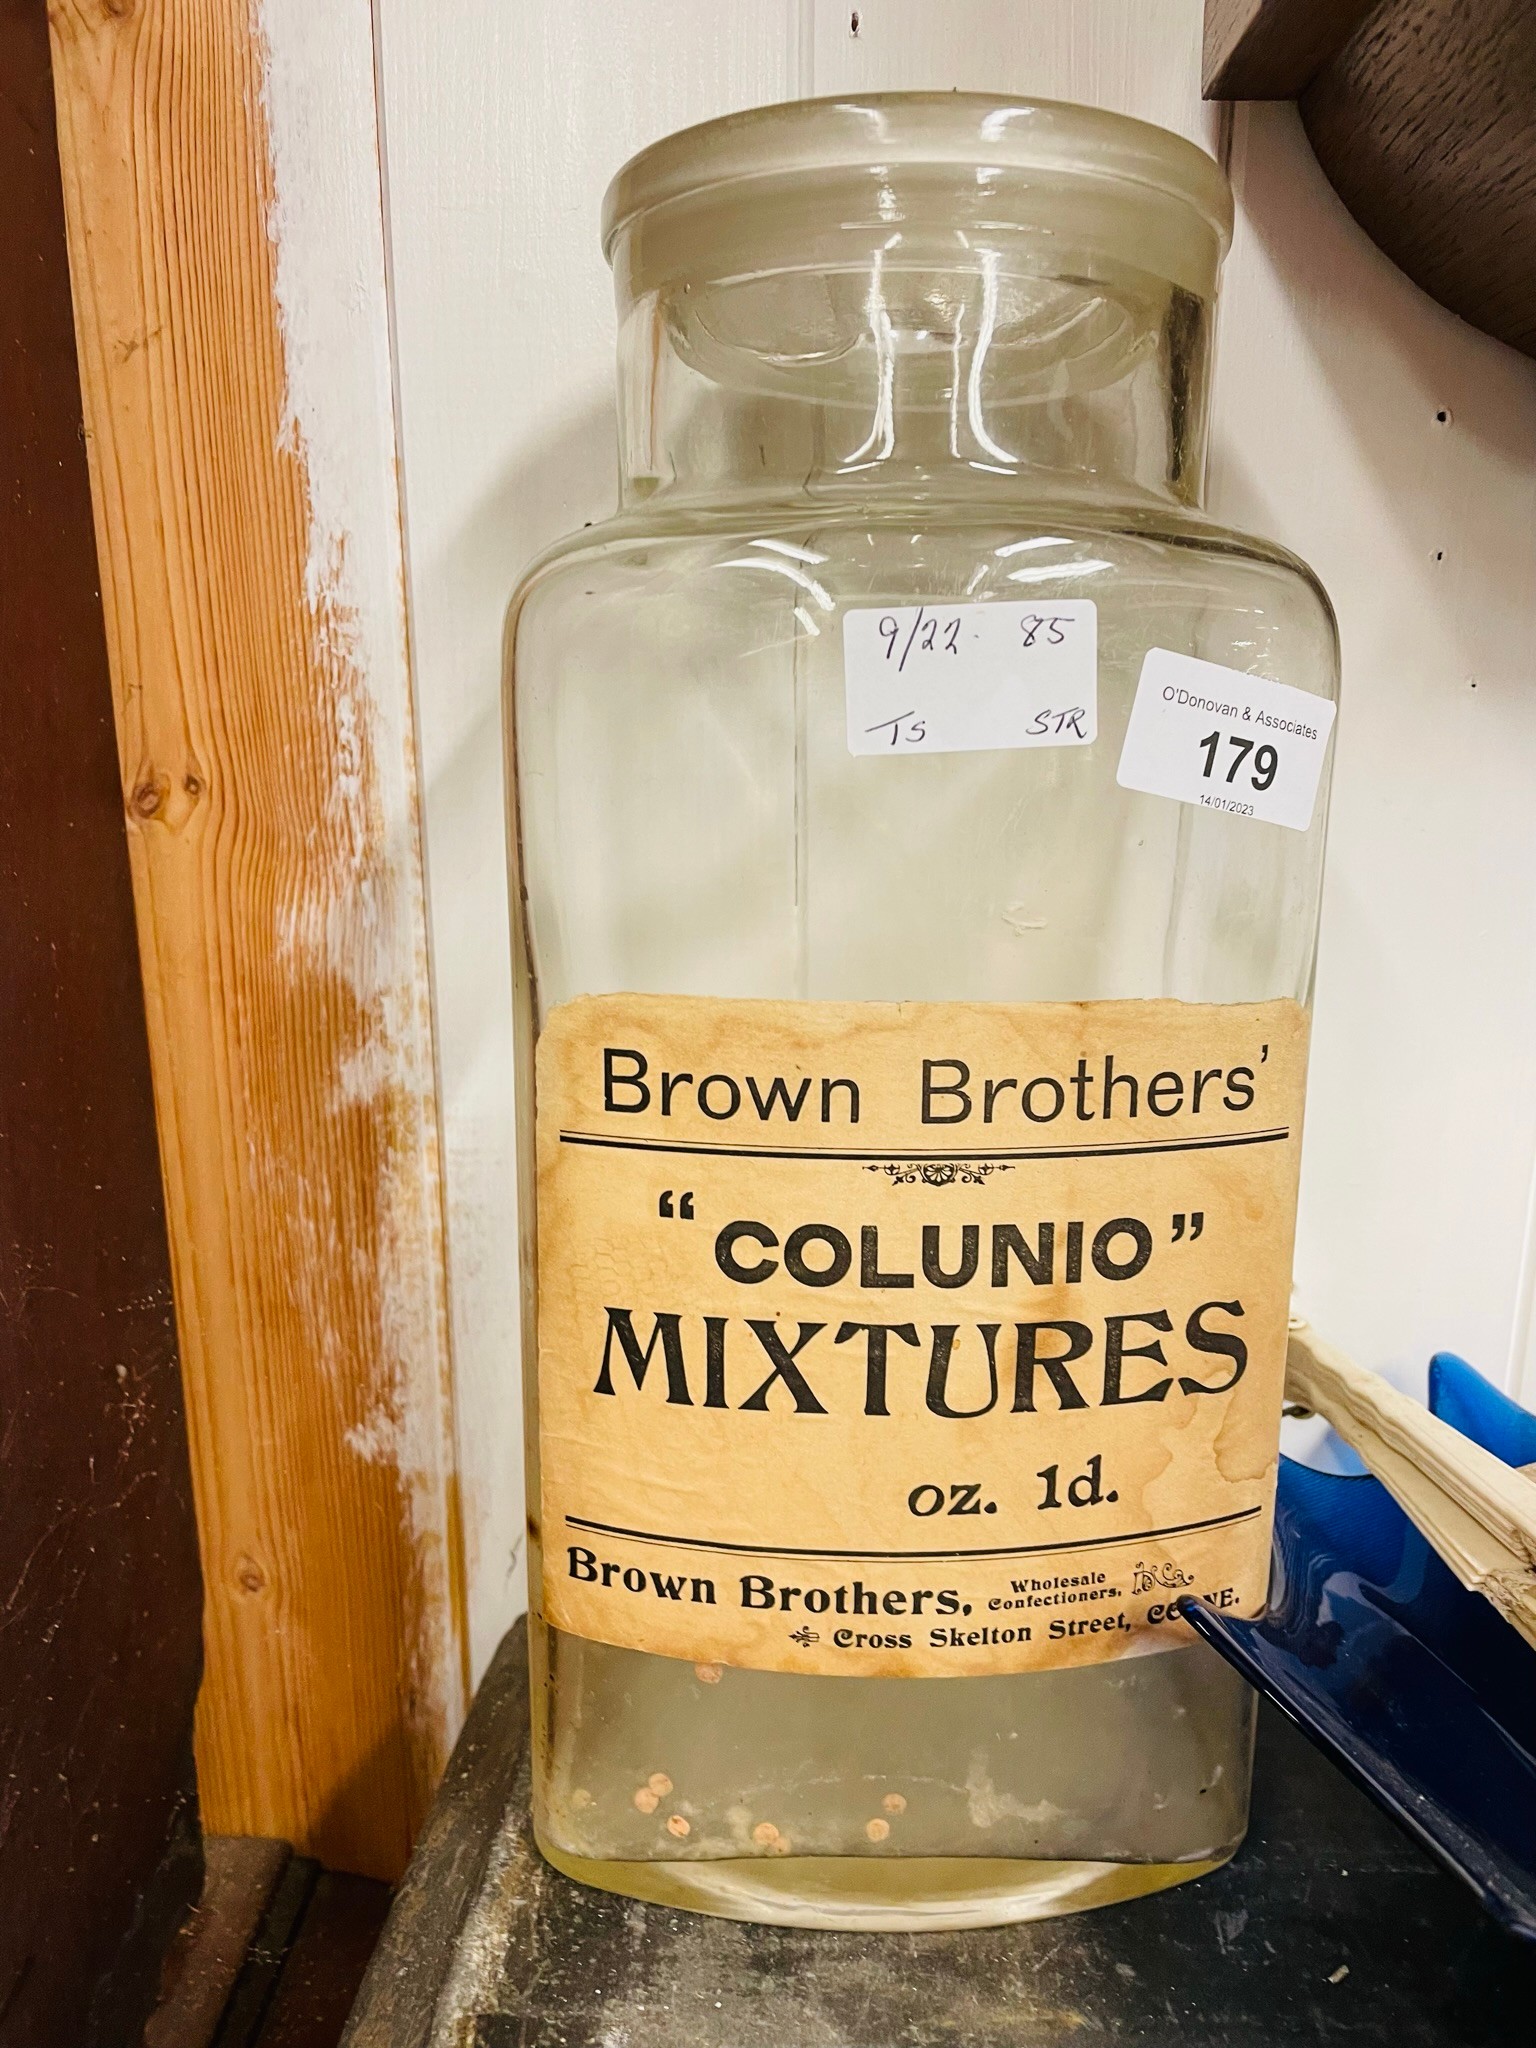 9/22. 85
TS STR
O'Donovan & Associates
179
14/01/2023
Brown Brothers'
"COLUNIO"
MIXTURES
oz. 1d.
Brown Brothers, Wholesale
Confectioners,
Cross Skelton Street,